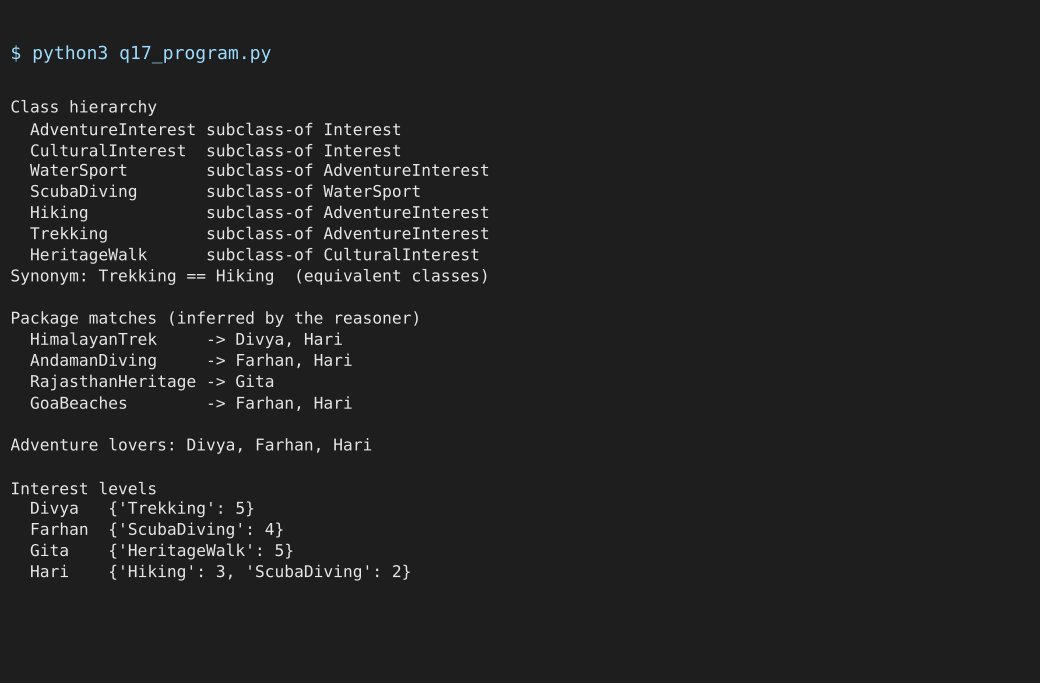 $ python3 q17_program.py
Class hierarchy
  AdventureInterest subclass-of Interest
  CulturalInterest  subclass-of Interest
  WaterSport        subclass-of AdventureInterest
  ScubaDiving       subclass-of WaterSport
  Hiking            subclass-of AdventureInterest
  Trekking          subclass-of AdventureInterest
  HeritageWalk      subclass-of CulturalInterest
Synonym: Trekking == Hiking  (equivalent classes)
Package matches (inferred by the reasoner)
  HimalayanTrek     -> Divya, Hari
  AndamanDiving     -> Farhan, Hari
  RajasthanHeritage -> Gita
  GoaBeaches        -> Farhan, Hari
Adventure lovers: Divya, Farhan, Hari
Interest levels
  Divya   {'Trekking': 5}
  Farhan  {'ScubaDiving': 4}
  Gita    {'HeritageWalk': 5}
  Hari    {'Hiking': 3, 'ScubaDiving': 2}